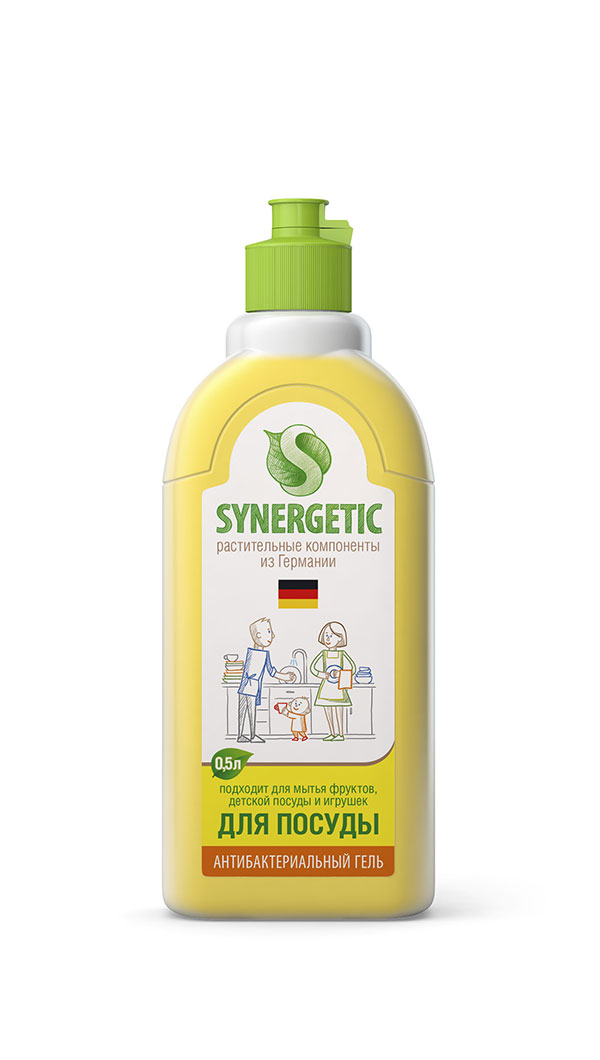 SYNERGETIC
растительные компоненты
из Германии
0,5л
подходит для мытья фруктов,
детской посуды и игрушек
ДЛЯ ПОСУДЫ
АНТИБАКТЕРИАЛЬНЫЙ ГЕЛЬ